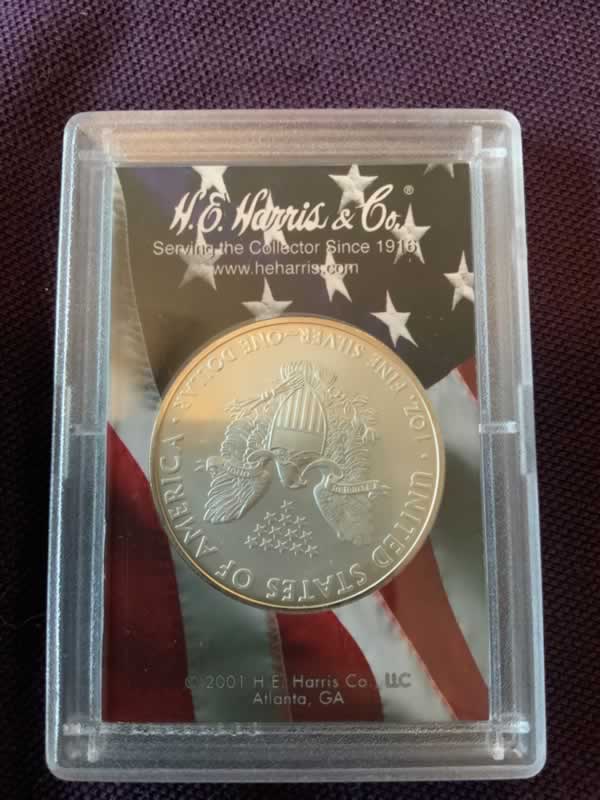 H.E. Harris & Co.®
Serving the Collector Since 1916
www.heharris.com
UNITED STATES OF AMERICA
1 OZ. FINE SILVER~ONE DOLLAR
© 2001 H.E. Harris Co., LLC
Atlanta, GA